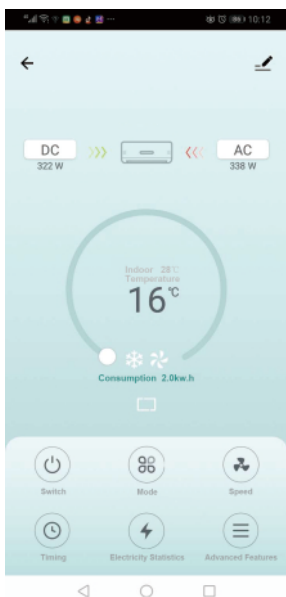 10:12
DC
AC
322 W
338 W
Indoor 28℃
Temperature
16℃
Consumption 2.0kw.h
Switch
Mode
Speed
Timing
Electricity Statistics
Advanced Features